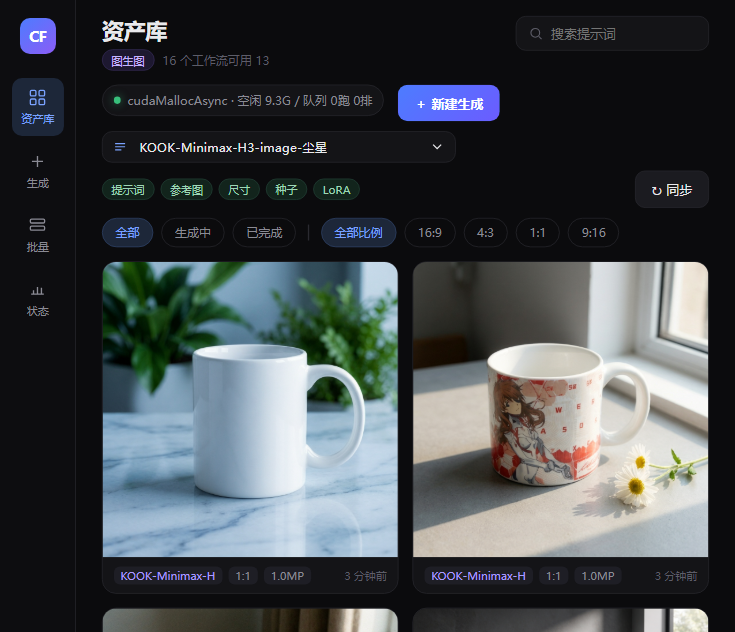 CF
资产库
搜索提示词
图生图 16 个工作流可用 13
cudaMallocAsync · 空闲 9.3G / 队列 0跑 0排
+ 新建生成
资产库
KOOK-Minimax-H3-image-尘星
生成
提示词 参考图 尺寸 种子 LoRA
↻ 同步
全部 生成中 已完成 | 全部比例 16:9 4:3 1:1 9:16
批量
状态
W E
A S D
KOOK-Minimax-H 1:1 1.0MP 3 分钟前
KOOK-Minimax-H 1:1 1.0MP 3 分钟前